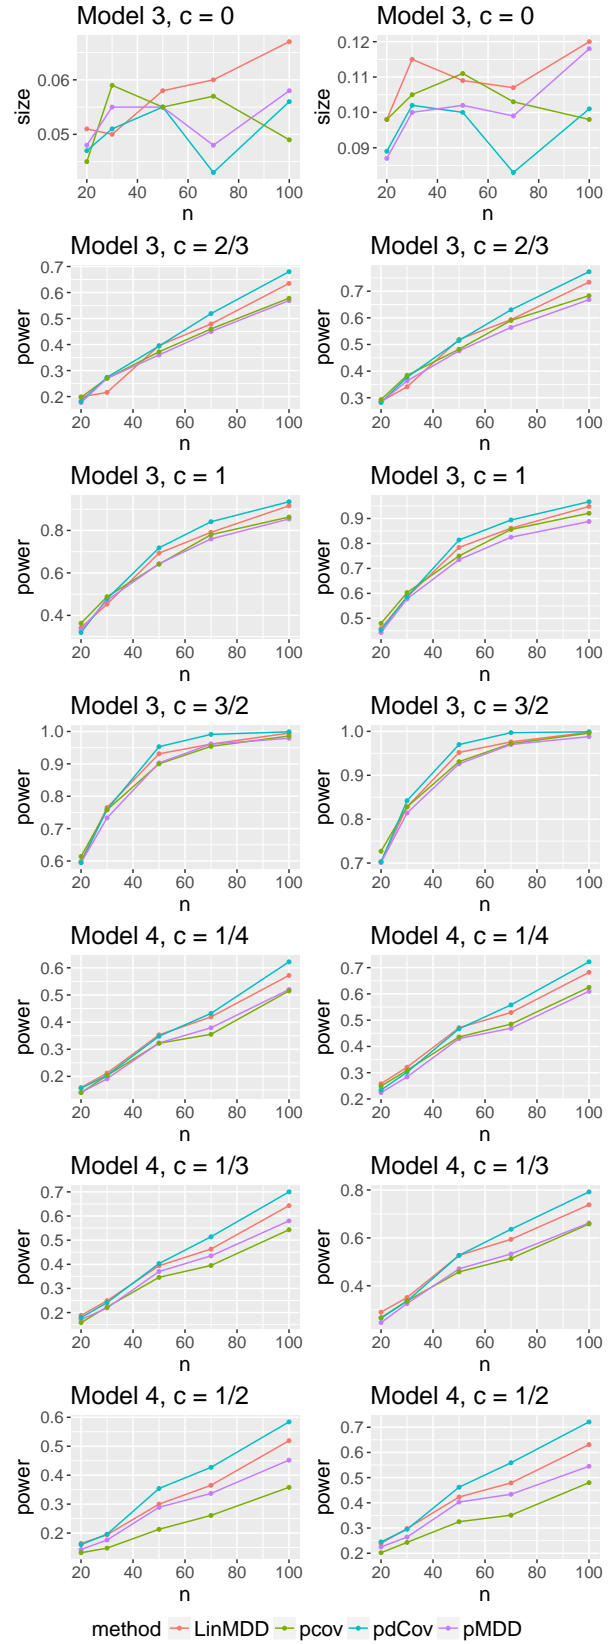 Model 3, c = 0
size
0.06
0.05
20 40 60 80 100
n
Model 3, c = 0
size
0.12
0.11
0.10
0.09
20 40 60 80 100
n
Model 3, c = 2/3
power
0.7
0.6
0.5
0.4
0.3
0.2
20 40 60 80 100
n
Model 3, c = 2/3
power
0.7
0.6
0.5
0.4
0.3
20 40 60 80 100
n
Model 3, c = 1
power
0.8
0.6
0.4
20 40 60 80 100
n
Model 3, c = 1
power
0.9
0.8
0.7
0.6
0.5
20 40 60 80 100
n
Model 3, c = 3/2
power
1.0
0.9
0.8
0.7
0.6
20 40 60 80 100
n
Model 3, c = 3/2
power
1.0
0.9
0.8
0.7
20 40 60 80 100
n
Model 4, c = 1/4
power
0.6
0.5
0.4
0.3
0.2
20 40 60 80 100
n
Model 4, c = 1/4
power
0.7
0.6
0.5
0.4
0.3
0.2
20 40 60 80 100
n
Model 4, c = 1/3
power
0.7
0.6
0.5
0.4
0.3
0.2
20 40 60 80 100
n
Model 4, c = 1/3
power
0.8
0.6
0.4
20 40 60 80 100
n
Model 4, c = 1/2
power
0.6
0.5
0.4
0.3
0.2
20 40 60 80 100
n
Model 4, c = 1/2
power
0.7
0.6
0.5
0.4
0.3
0.2
20 40 60 80 100
n
method LinMDD pcov pdCov pMDD